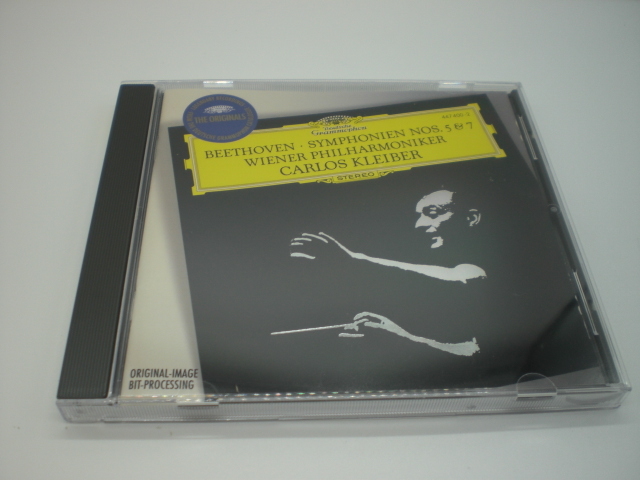 THE ORIGINALS
Deutsche
Grammophon
BEETHOVEN · SYMPHONIEN NOS. 5 & 7
WIENER PHILHARMONIKER
CARLOS KLEIBER
STEREO
ORIGINAL-IMAGE
BIT-PROCESSING